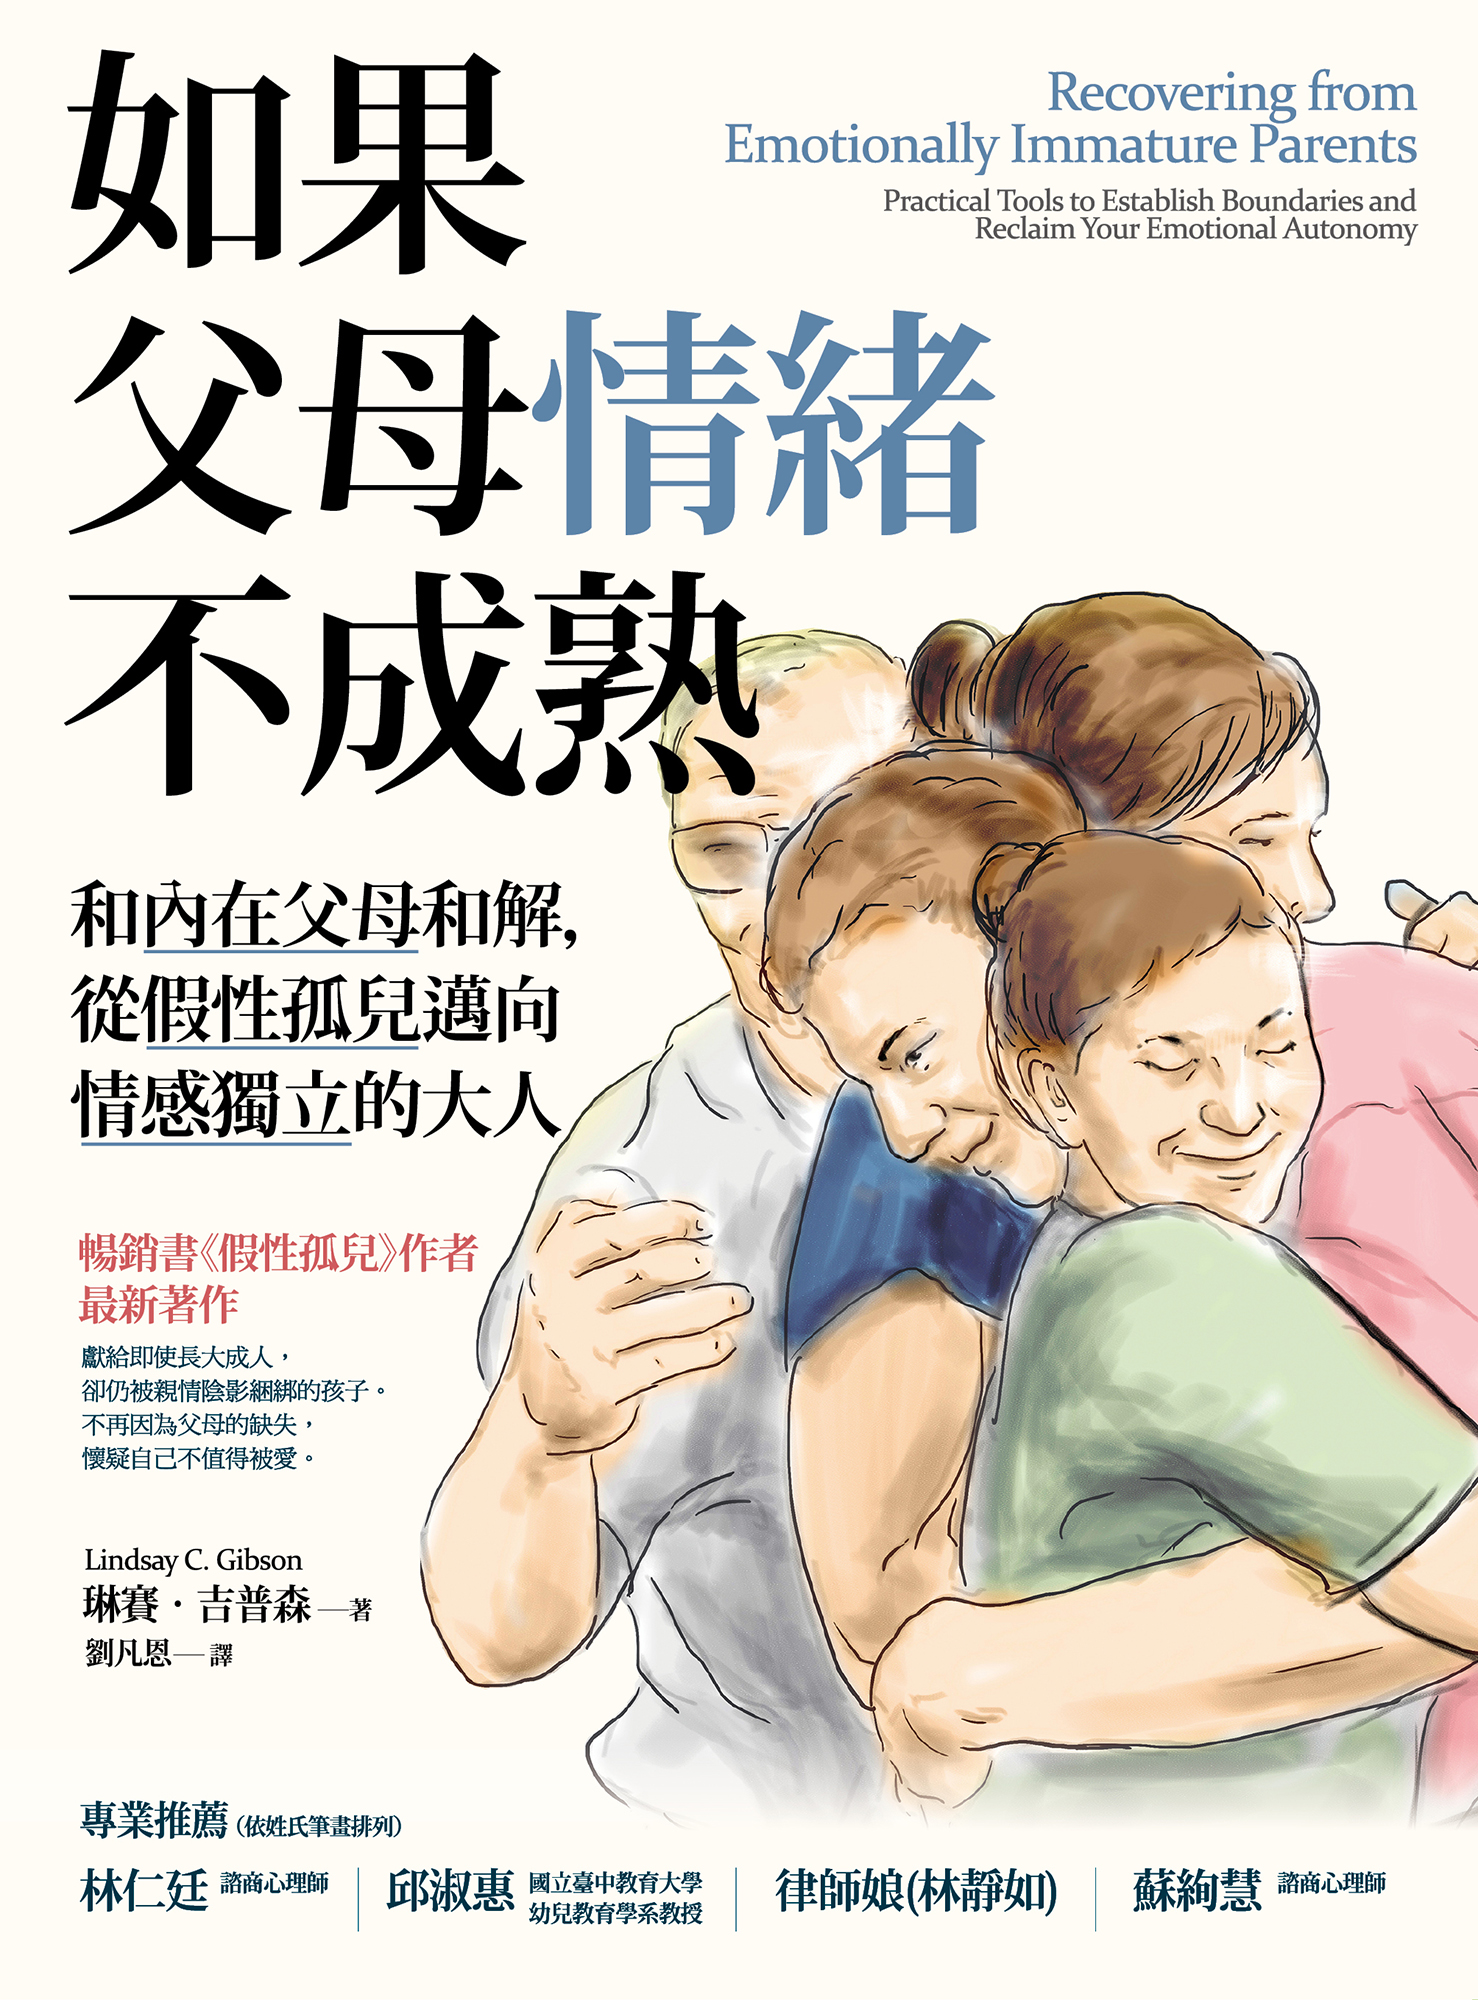 如果
父母情緒
不成熟
Recovering from
Emotionally Immature Parents
Practical Tools to Establish Boundaries and
Reclaim Your Emotional Autonomy
和內在父母和解,
從假性孤兒邁向
情感獨立的大人
暢銷書《假性孤兒》作者
最新著作
獻給即使長大成人，
卻仍被親情陰影綑綁的孩子。
不再因為父母的缺失，
懷疑自己不值得被愛。
Lindsay C. Gibson
琳賽・吉普森—著
劉凡恩—譯
專業推薦（依姓氏筆畫排列）
林仁廷 諮商心理師
邱淑惠 國立臺中教育大學
幼兒教育學系教授
律師娘(林靜如)
蘇絢慧 諮商心理師